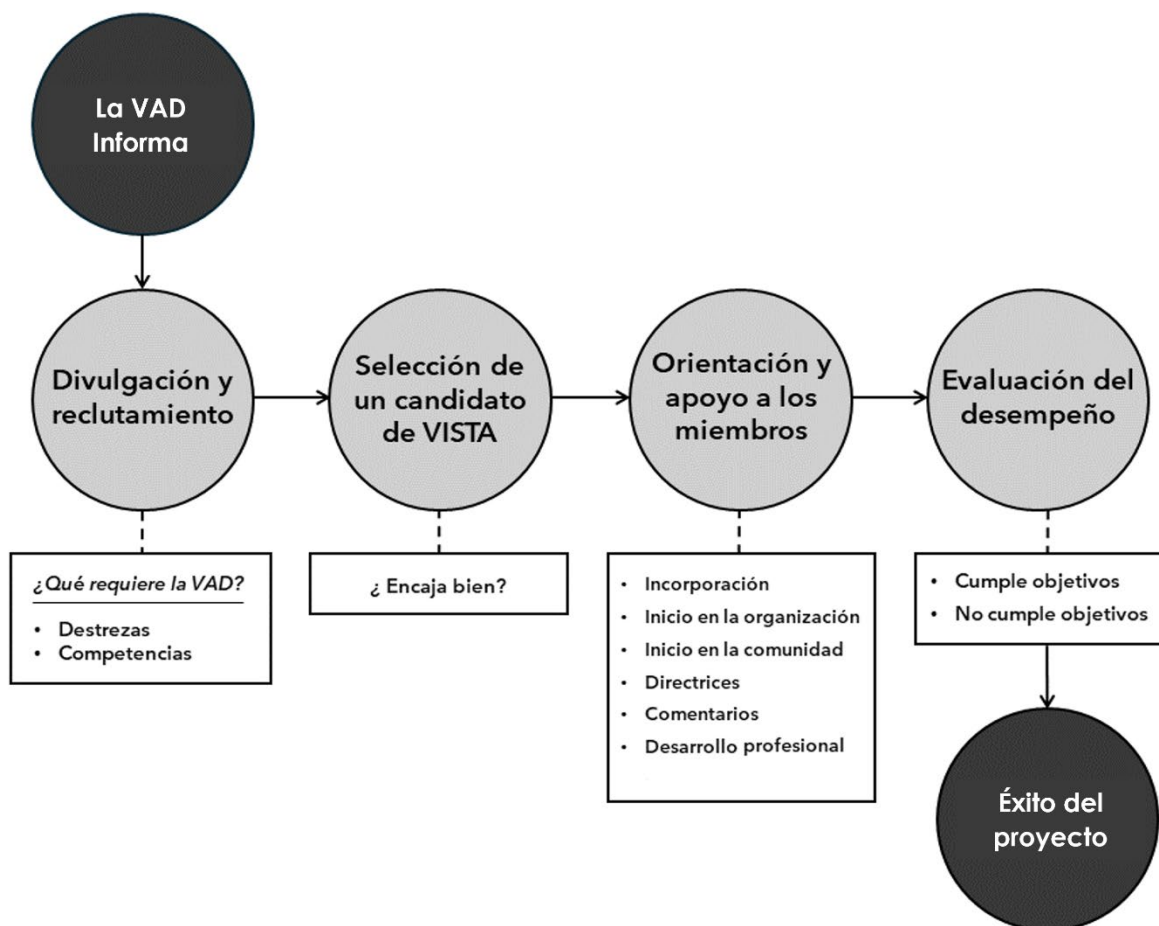 La VAD
Informa
Divulgación y
reclutamiento
Selección de
un candidato
de VISTA
Orientación y
apoyo a los
miembros
Evaluación del
desempeño
¿Qué requiere la VAD?
• Destrezas
• Competencias
¿ Encaja bien?
• Incorporación
• Inicio en la organización
• Inicio en la comunidad
• Directrices
• Comentarios
• Desarrollo profesional
• Cumple objetivos
• No cumple objetivos
Éxito del
proyecto